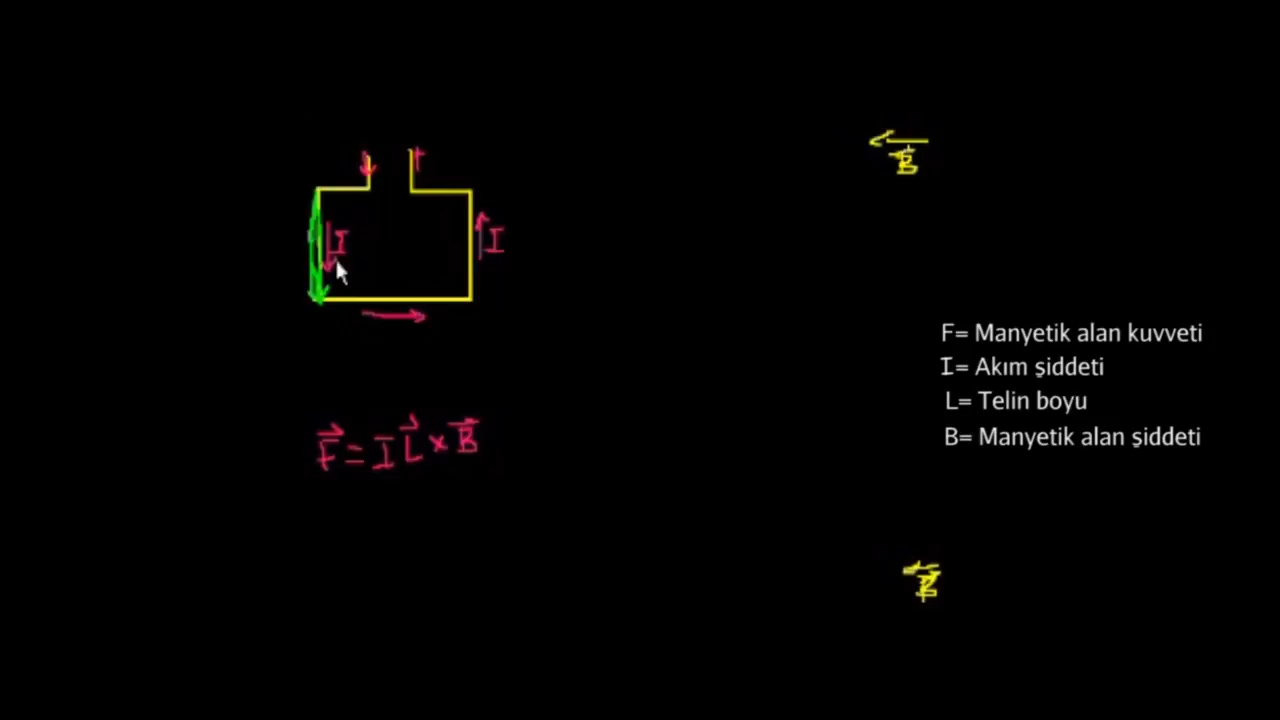 B
I
I
F= Manyetik alan kuvveti
I= Akım şiddeti
L= Telin boyu
B= Manyetik alan şiddeti
F = I L x B